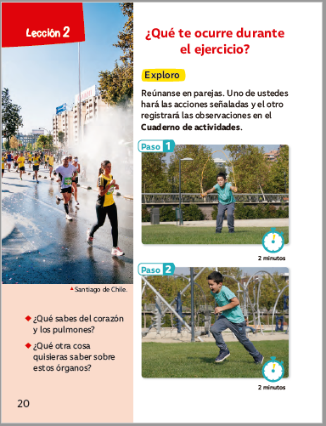 Lección 2
¿Qué te ocurre durante
el ejercicio?
Exploro
Reúnanse en parejas. Uno de ustedes
hará las acciones señaladas y el otro
registrará las observaciones en el
Cuaderno de actividades.
Paso 1
2 minutos
Paso 2
2 minutos
Santiago de Chile.
¿Qué sabes del corazón
y los pulmones?
¿Qué otra cosa
quisieras saber sobre
estos órganos?
20